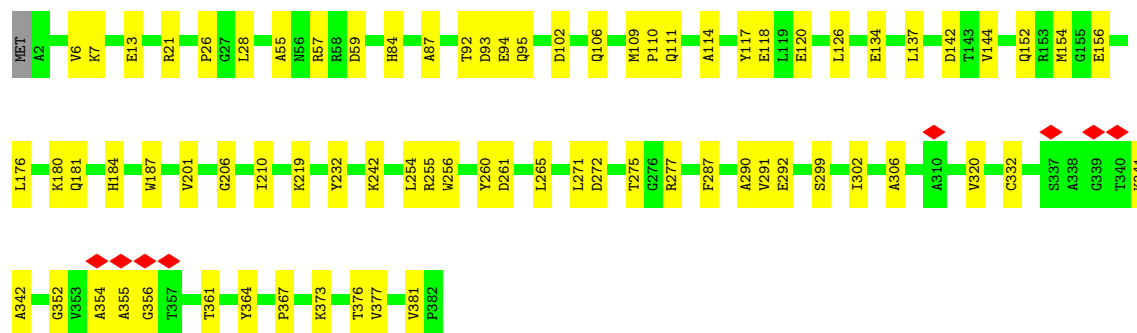 MET A2 V6 K7 E13 R21 P26 G27 L28 A55 N56 R57 R58 D59 H84 A87 T92 D93 E94 Q95 D102 Q106 M109 P110 Q111 A114 Y117 E118 L119 E120 L126 E134 L137 D142 T143 V144 Q152 R153 M154 G155 E156
L176 K180 Q181 H184 W187 V201 G206 I210 K219 Y232 K242 L254 R255 W256 Y260 D261 L265 L271 D272 T275 G276 R277 F287 A290 V291 E292 S299 I302 A306 A310 V320 C332 S337 A338 G339 T340
A342 G352 V353 A354 A355 G356 T357 T361 Y364 P367 K373 T376 V377 V381 P382